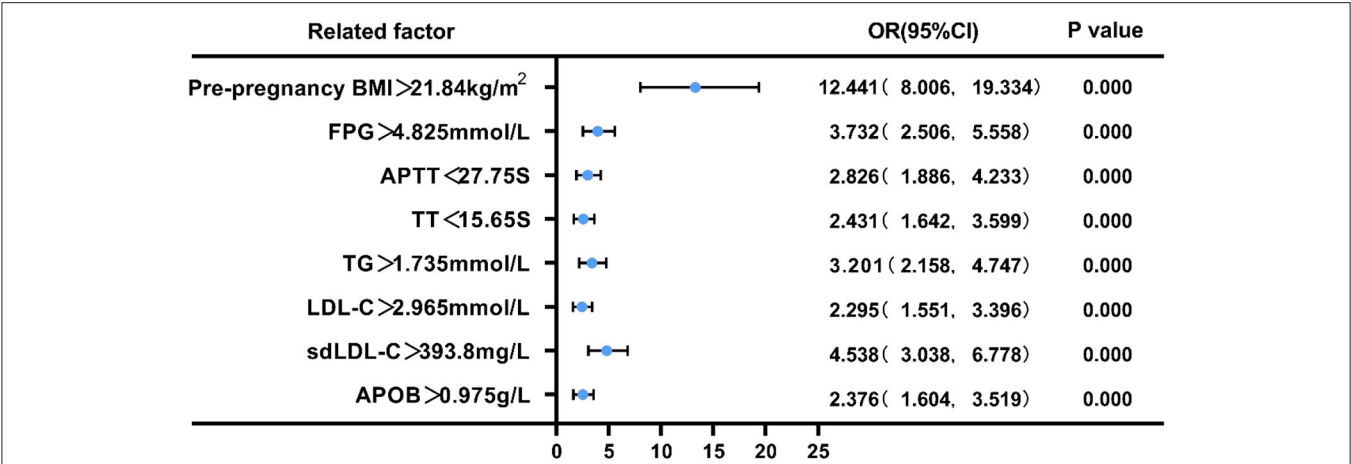 Related factor OR(95%CI) P value
Pre-pregnancy BMI>21.84kg/m² 12.441( 8.006, 19.334) 0.000
FPG>4.825mmol/L 3.732( 2.506, 5.558) 0.000
APTT<27.75S 2.826( 1.886, 4.233) 0.000
TT<15.65S 2.431( 1.642, 3.599) 0.000
TG>1.735mmol/L 3.201( 2.158, 4.747) 0.000
LDL-C>2.965mmol/L 2.295( 1.551, 3.396) 0.000
sdLDL-C>393.8mg/L 4.538( 3.038, 6.778) 0.000
APOB>0.975g/L 2.376( 1.604, 3.519) 0.000
0 5 10 15 20 25